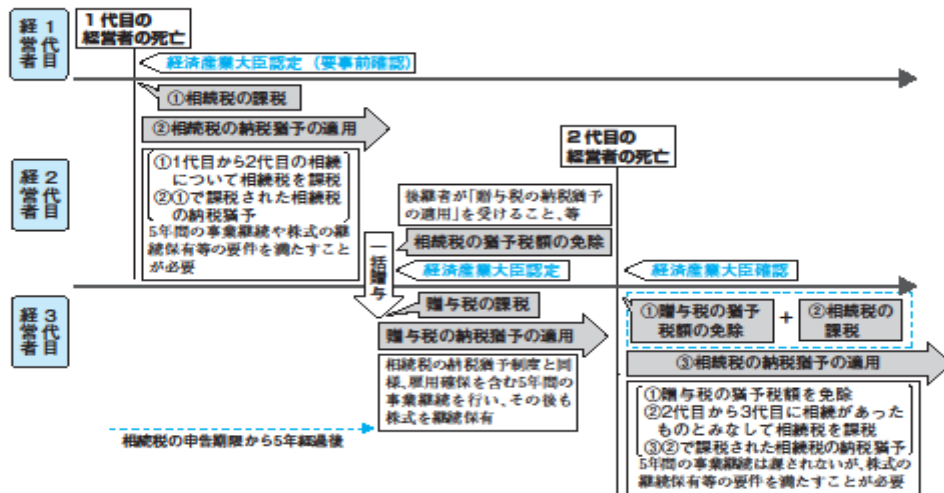 経営者
1代目
1代目の
経営者の死亡
経済産業大臣認定(要事前確認)
①相続税の課税
②相続税の納税猶予の適用
①1代目から2代目の相続
について相続税を課税
②①で課税された相続税
の納税猶予
5年間の事業継続や株式の継
続保有等の要件を満たすこと
が必要
経営者
2代目
2代目の
経営者の死亡
後継者が「贈与税の納税猶予
の適用」を受けること、等
相続税の猶予税額の免除
一括贈与
経済産業大臣認定
経済産業大臣確認
経営者
3代目
贈与税の課税
贈与税の納税猶予の適用
相続税の納税猶予制度と同
様、雇用確保を含む5年間の
事業継続を行い、その後も
株式を継続保有
相続税の申告期限から5年経過後
①贈与税の猶予
税額の免除
+
②相続税の
課税
③相続税の納税猶予の適用
①贈与税の猶予税額を免除
②2代目から3代目に相続があった
ものとみなして相続税を課税
③②で課税された相続税の納税猶予
5年間の事業継続は課されないが、株式の
継続保有等の要件を満たすことが必要